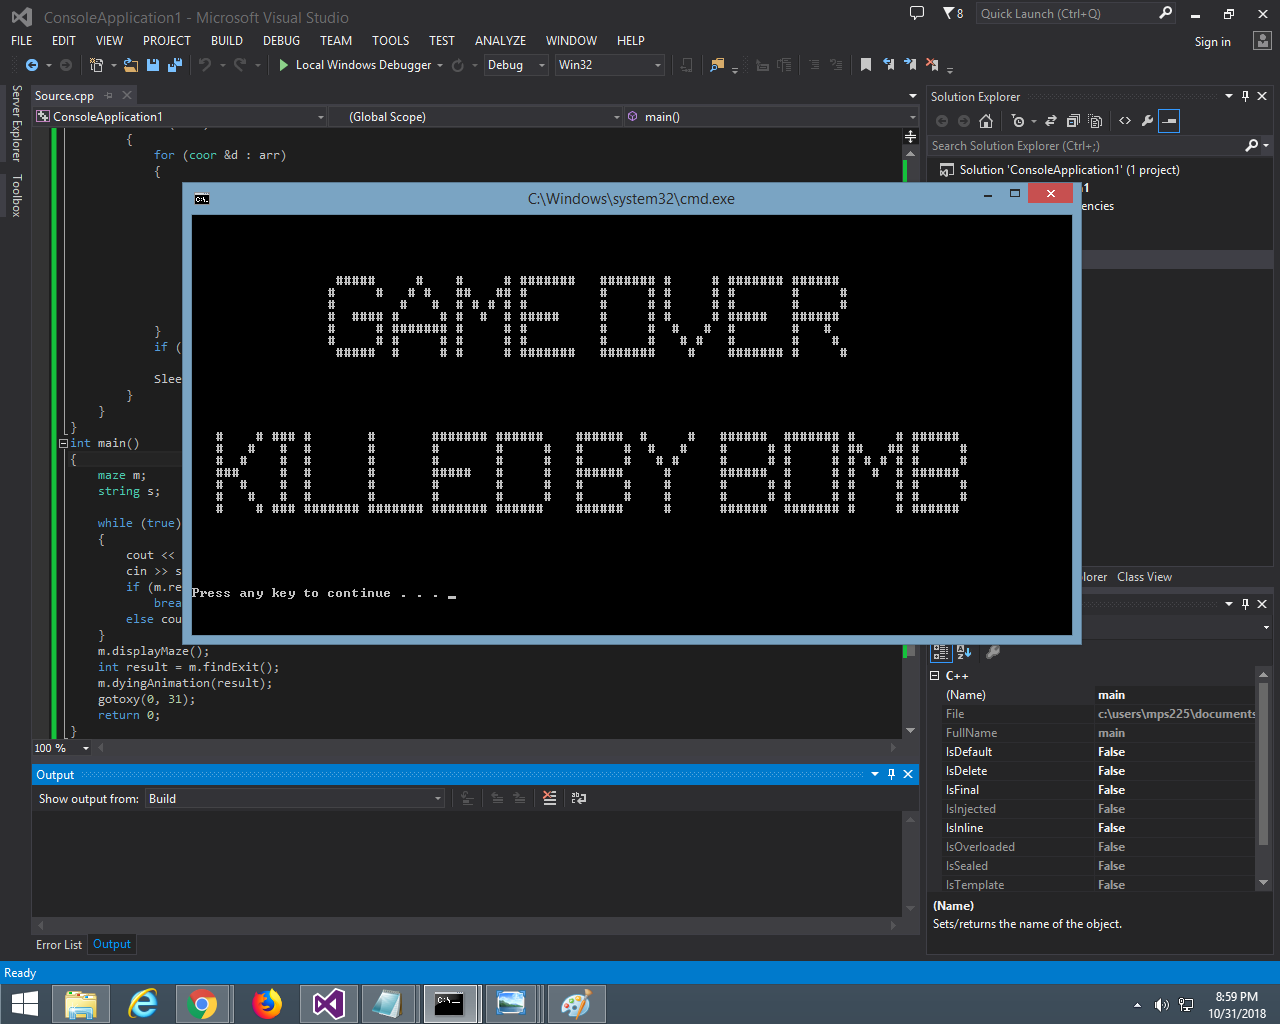 ConsoleApplication1 - Microsoft Visual Studio
8
Quick Launch (Ctrl+Q)
FILE EDIT VIEW PROJECT BUILD DEBUG TEAM TOOLS TEST ANALYZE WINDOW HELP
Sign in
Local Windows Debugger
Debug
Win32
Server Explorer
Toolbox
Source.cpp
ConsoleApplication1
(Global Scope)
main()
{
for (coor &d : arr)
{
}
if (
Slee
}
}
}
int main()
{
maze m;
string s;
while (true)
{
cout <<
cin >> s
if (m.re
brea
else cou
}
m.displayMaze();
int result = m.findExit();
m.dyingAnimation(result);
gotoxy(0, 31);
return 0;
}
100 %
C:\Windows\system32\cmd.exe
GAME OVER
KILLED BY BOMB
Press any key to continue . . . _
Solution Explorer
Search Solution Explorer (Ctrl+;)
Solution 'ConsoleApplication1' (1 project)
1
encies
lorer
Class View
C++
(Name) main
File c:\users\mps225\documents
FullName main
IsDefault False
IsDelete False
IsFinal False
IsInjected False
IsInline False
IsOverloaded False
IsSealed False
IsTemplate False
(Name)
Sets/returns the name of the object.
Output
Show output from: Build
Error List
Output
Ready
8:59 PM
10/31/2018